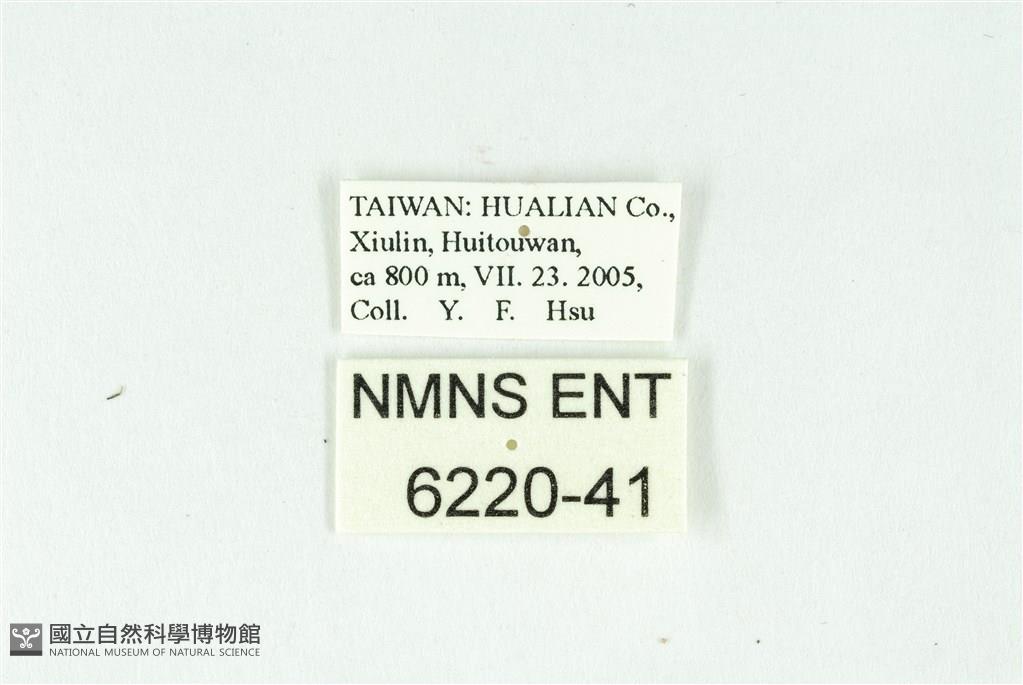 TAIWAN: HUALIAN Co.,
Xiulin, Huitouwan,
ca 800 m, VII. 23. 2005,
Coll. Y. F. Hsu
NMNS ENT
6220-41
國立自然科學博物館
NATIONAL MUSEUM OF NATURAL SCIENCE